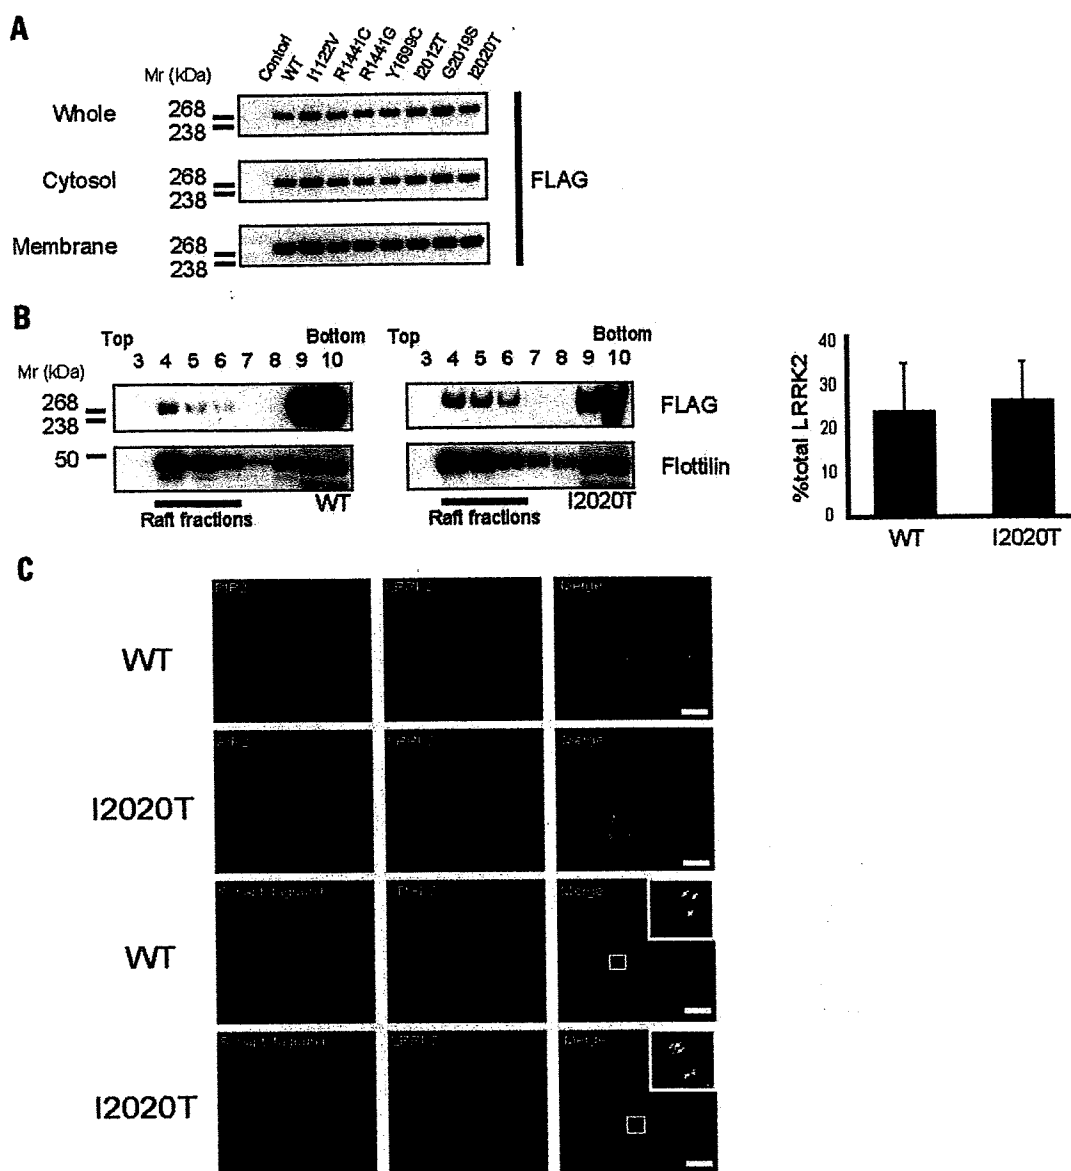 A
Contorl WT I1122V R1441C R1441G Y1699C I2012T G2019S I2020T
Mr (kDa)
Whole 268
238
Cytosol 268
238
FLAG
Membrane 268
238
B
Top Bottom
3 4 5 6 7 8 9 10
Mr (kDa)
268
238
50
WT
Raft fractions
Top Bottom
3 4 5 6 7 8 9 10
FLAG
Flottilin
I2020T
Raft fractions
%total LRRK2
40
30
20
10
0
WT I2020T
C
WT
Merge
I2020T
Merge
WT
Merge
I2020T
Merge